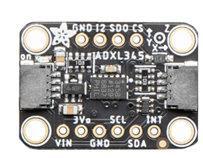 GND I2 SDO CS
Z
Y
X
on
ADXL345
3Vo SCL INT
VIN GND SDA